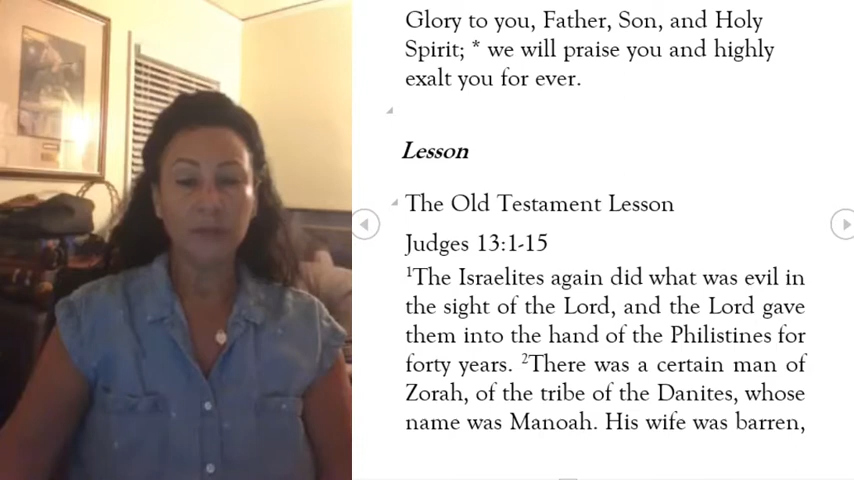 Glory to you, Father, Son, and Holy
Spirit; * we will praise you and highly
exalt you for ever.
Lesson
The Old Testament Lesson
Judges 13:1-15
¹The Israelites again did what was evil in
the sight of the Lord, and the Lord gave
them into the hand of the Philistines for
forty years. ²There was a certain man of
Zorah, of the tribe of the Danites, whose
name was Manoah. His wife was barren,